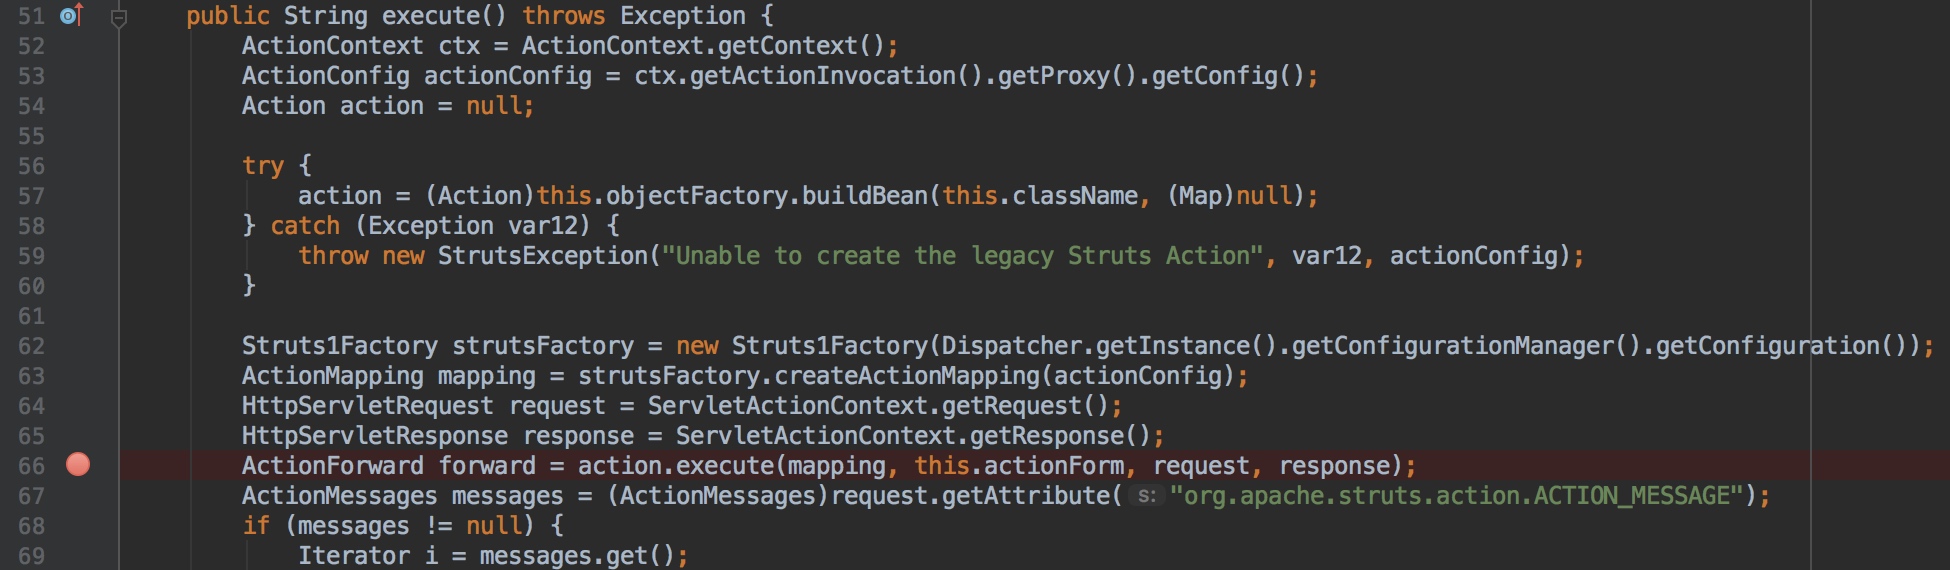 51 public String execute() throws Exception {
52 ActionContext ctx = ActionContext.getContext();
53 ActionConfig actionConfig = ctx.getActionInvocation().getProxy().getConfig();
54 Action action = null;
55
56 try {
57 action = (Action)this.objectFactory.buildBean(this.className, (Map)null);
58 } catch (Exception var12) {
59 throw new StrutsException("Unable to create the legacy Struts Action", var12, actionConfig);
60 }
61
62 Struts1Factory strutsFactory = new Struts1Factory(Dispatcher.getInstance().getConfigurationManager().getConfiguration());
63 ActionMapping mapping = strutsFactory.createActionMapping(actionConfig);
64 HttpServletRequest request = ServletActionContext.getRequest();
65 HttpServletResponse response = ServletActionContext.getResponse();
66 ActionForward forward = action.execute(mapping, this.actionForm, request, response);
67 ActionMessages messages = (ActionMessages)request.getAttribute( s: "org.apache.struts.action.ACTION_MESSAGE");
68 if (messages != null) {
69 Iterator i = messages.get();